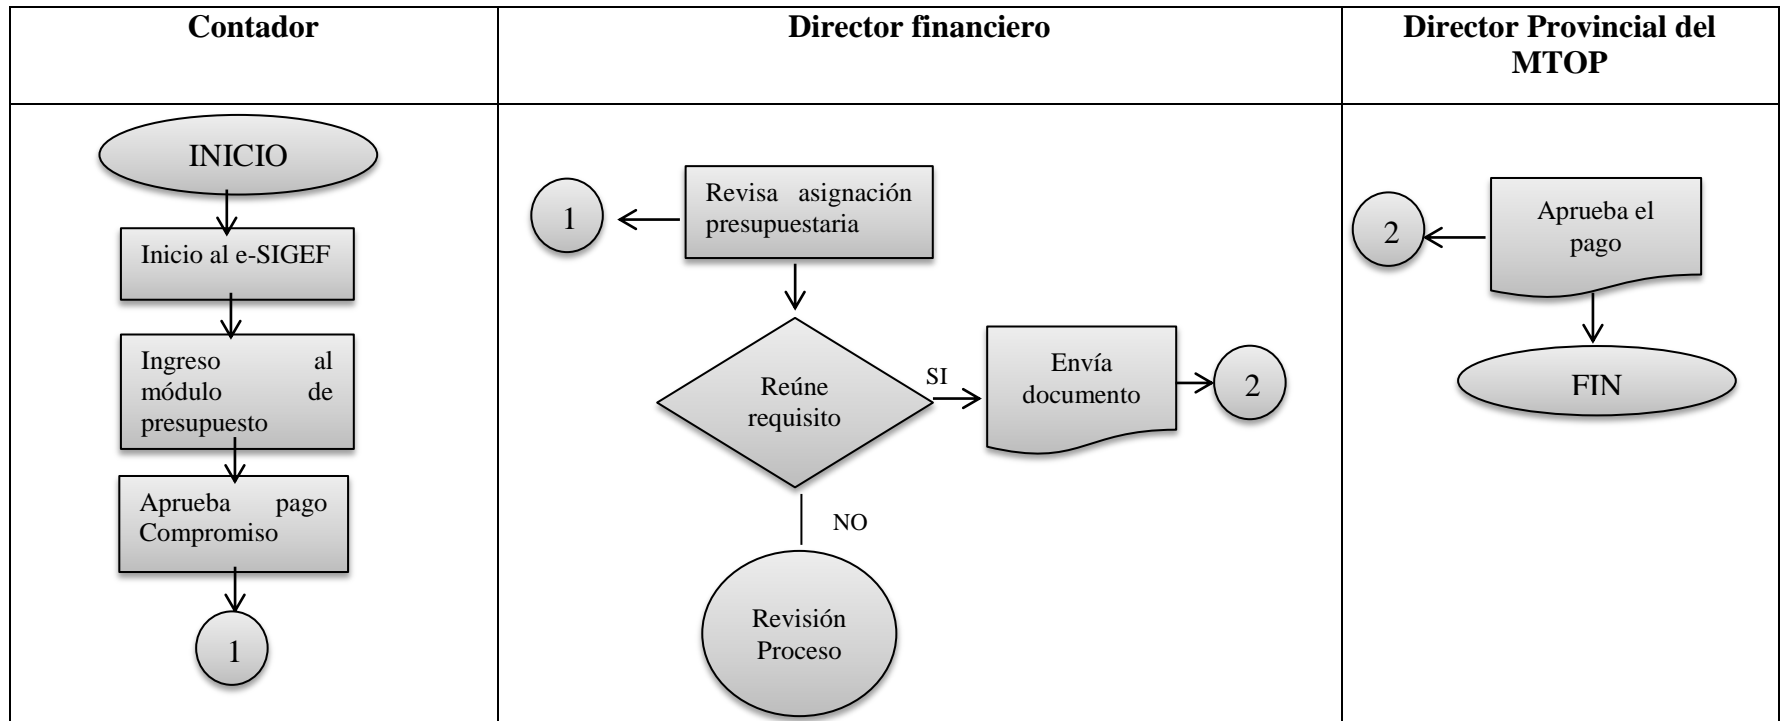 Contador
Director financiero
Director Provincial del
MTOP
INICIO
Inicio al e-SIGEF
Ingreso al
módulo de
presupuesto
Aprueba pago
Compromiso
1
1
Revisa asignación
presupuestaria
Reúne
requisito
SI
Envía
documento
2
NO
Revisión
Proceso
2
Aprueba el
pago
FIN